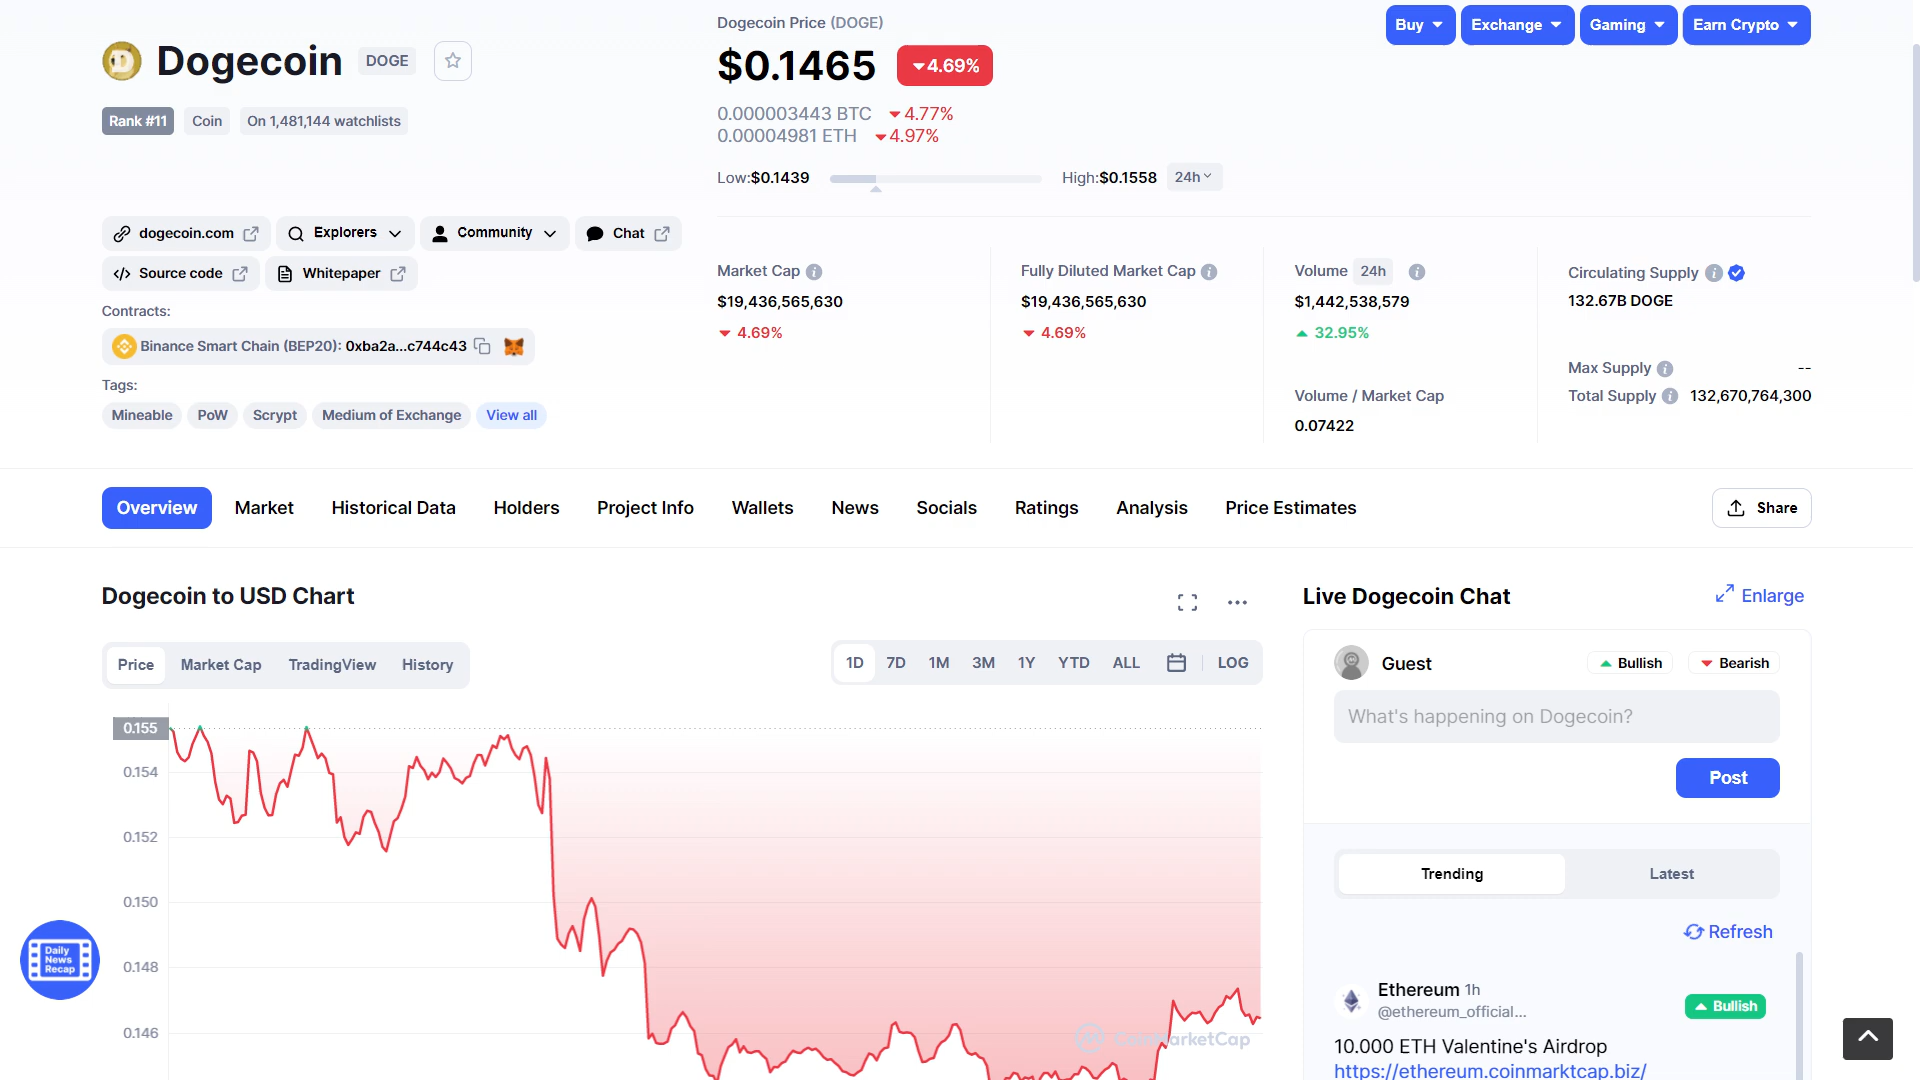 Dogecoin DOGE
Rank #11 Coin On 1,481,144 watchlists
dogecoin.com Explorers Community Chat
Source code Whitepaper
Contracts:
Binance Smart Chain (BEP20): 0xba2a...c744c43
Tags:
Mineable PoW Scrypt Medium of Exchange View all
Dogecoin Price (DOGE)
$0.1465 4.69%
0.000003443 BTC 4.77%
0.00004981 ETH 4.97%
Low:$0.1439 High:$0.1558 24h
Buy Exchange Gaming Earn Crypto
Market Cap
$19,436,565,630
4.69%
Fully Diluted Market Cap
$19,436,565,630
4.69%
Volume 24h
$1,442,538,579
32.95%
Volume / Market Cap
0.07422
Circulating Supply
132.67B DOGE
Max Supply --
Total Supply 132,670,764,300
Overview Market Historical Data Holders Project Info Wallets News Socials Ratings Analysis Price Estimates Share
Dogecoin to USD Chart
Price Market Cap TradingView History
1D 7D 1M 3M 1Y YTD ALL LOG
0.155
0.154
0.152
0.150
0.148
0.146
CoinMarketCap
Daily
News
Recap
Live Dogecoin Chat Enlarge
Guest Bullish Bearish
What's happening on Dogecoin?
Post
Trending Latest
Refresh
Ethereum 1h
@ethereum_official... Bullish
10.000 ETH Valentine's Airdrop
https://ethereum.coinmarktcap.biz/